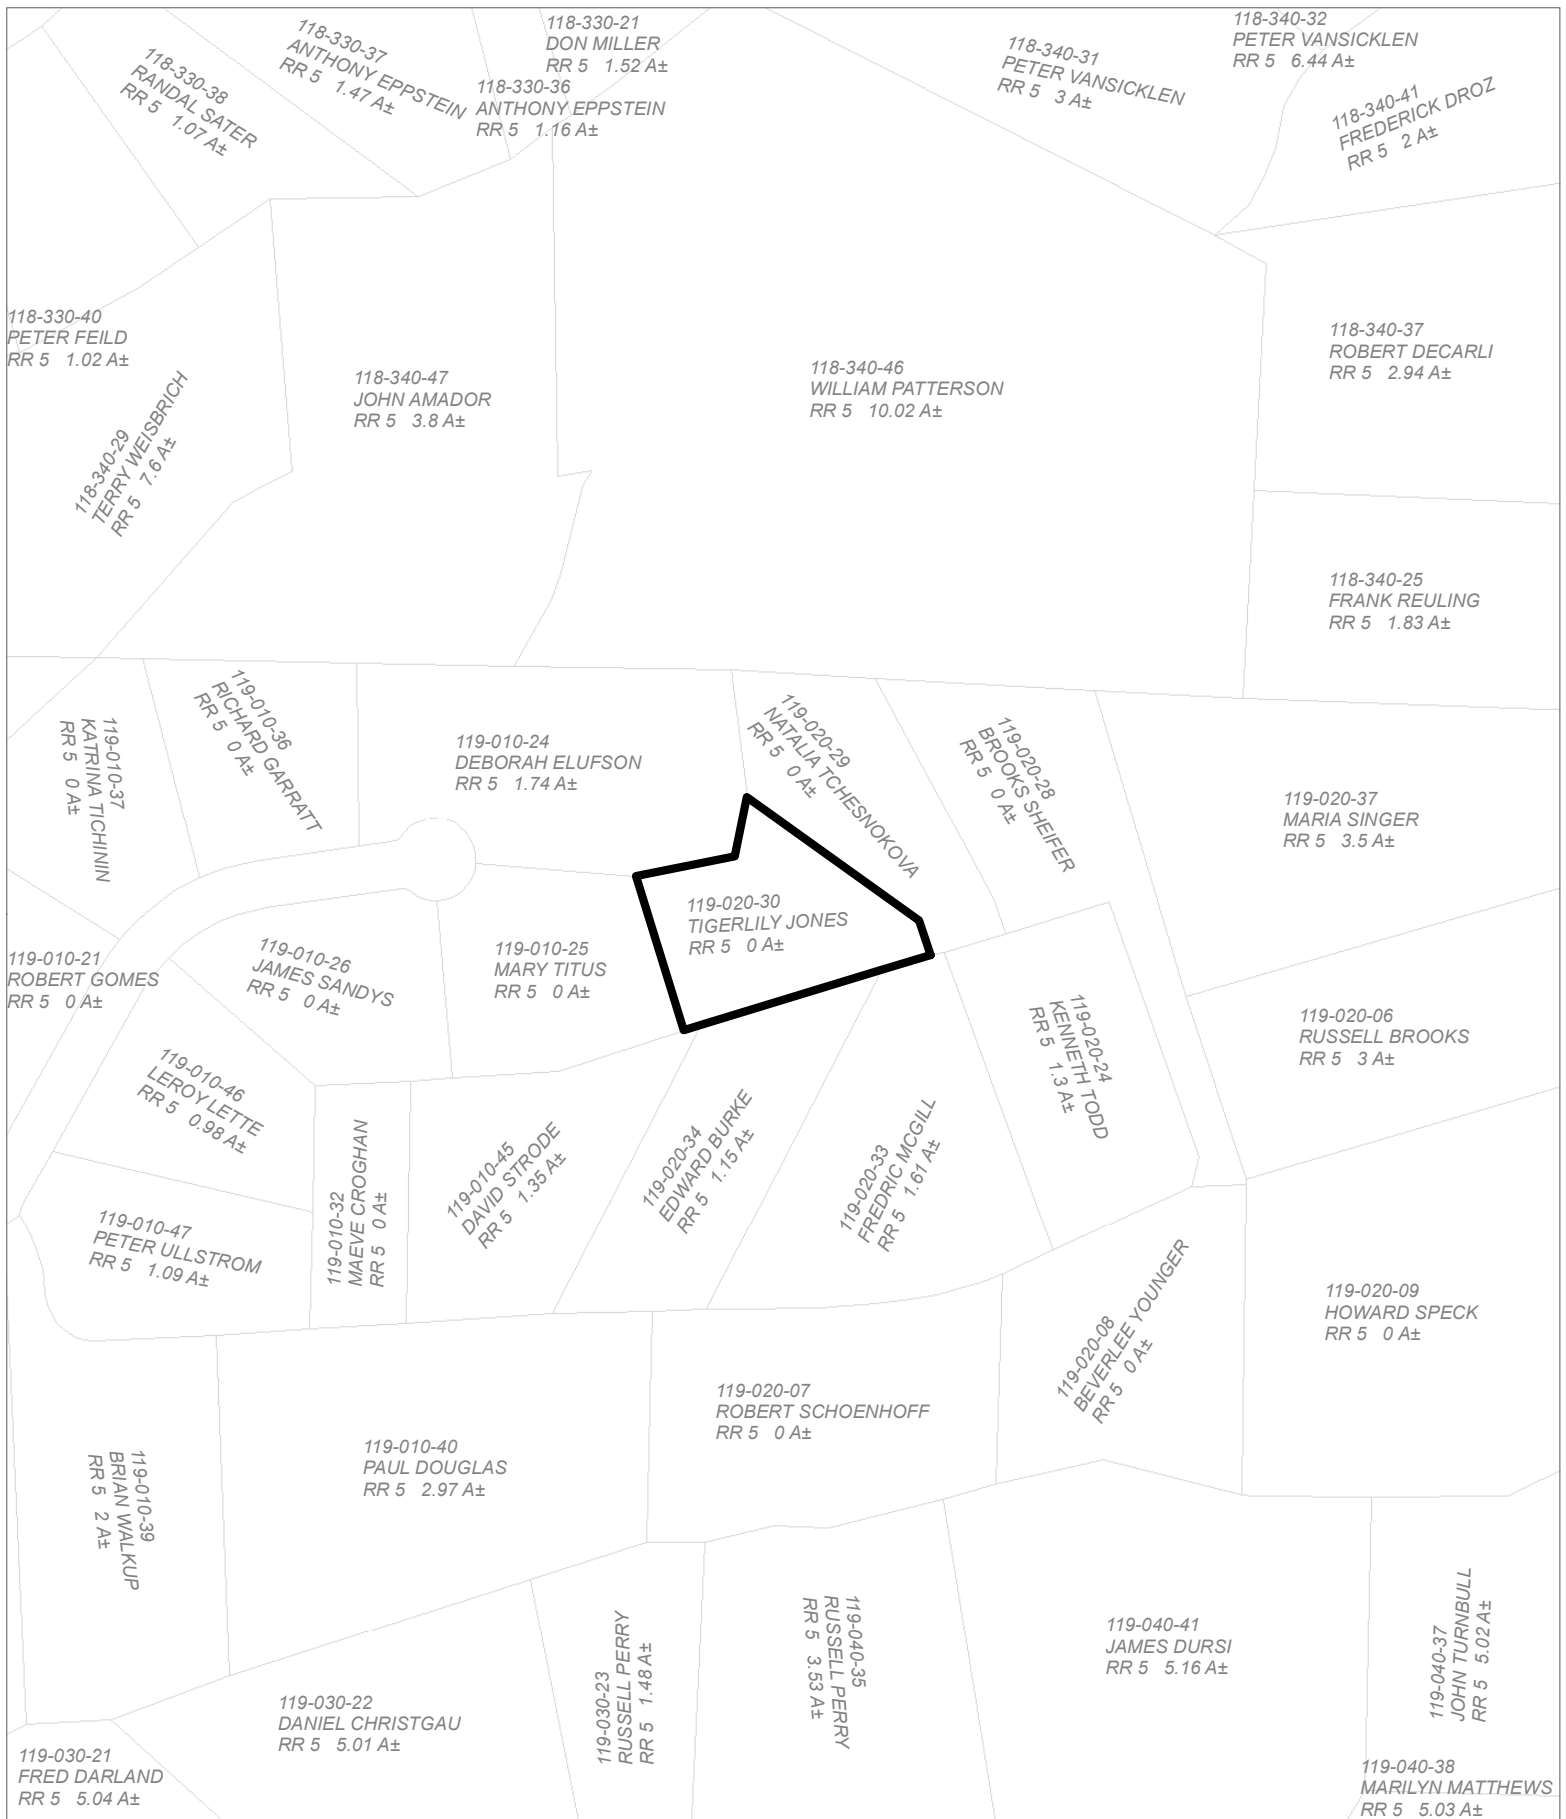 118-330-21
DON MILLER
RR 5 1.52 A±
118-340-32
PETER VANSICKLEN
RR 5 6.44 A±
118-330-37
ANTHONY EPPSTEIN
RR 5 1.47 A±
118-330-38
RANDAL SATER
RR 5 1.07 A±
118-330-36
ANTHONY EPPSTEIN
RR 5 1.16 A±
118-340-31
PETER VANSICKLEN
RR 5 3 A±
118-340-41
FREDERICK DROZ
RR 5 2 A±
118-330-40
PETER FEILD
RR 5 1.02 A±
118-340-29
TERRY WEISBRICH
RR 5 7.6 A±
118-340-47
JOHN AMADOR
RR 5 3.8 A±
118-340-46
WILLIAM PATTERSON
RR 5 10.02 A±
118-340-37
ROBERT DECARLI
RR 5 2.94 A±
118-340-25
FRANK REULING
RR 5 1.83 A±
119-010-37
KATRINA TICHININ
RR 5 0 A±
119-010-36
RICHARD GARRATT
RR 5 0 A±
119-010-24
DEBORAH ELUFSON
RR 5 1.74 A±
119-020-29
NATALIA TCHESNOKOVA
RR 5 0 A±
119-020-28
BROOKS SHEIFER
RR 5 0 A±
119-020-37
MARIA SINGER
RR 5 3.5 A±
119-020-30
TIGERLILY JONES
RR 5 0 A±
119-010-21
ROBERT GOMES
RR 5 0 A±
119-010-26
JAMES SANDYS
RR 5 0 A±
119-010-25
MARY TITUS
RR 5 0 A±
119-020-24
KENNETH TODD
RR 5 1.3 A±
119-020-06
RUSSELL BROOKS
RR 5 3 A±
119-010-46
LEROY LETTE
RR 5 0.98 A±
119-010-32
MAEVE CROGHAN
RR 5 0 A±
119-010-45
DAVID STRODE
RR 5 1.35 A±
119-020-34
EDWARD BURKE
RR 5 1.15 A±
119-020-33
FREDRIC MCGILL
RR 5 1.61 A±
119-010-47
PETER ULLSTROM
RR 5 1.09 A±
119-020-08
BEVERLEE YOUNGER
RR 5 0 A±
119-020-09
HOWARD SPECK
RR 5 0 A±
119-020-07
ROBERT SCHOENHOFF
RR 5 0 A±
119-010-39
BRIAN WALKUP
RR 5 2 A±
119-010-40
PAUL DOUGLAS
RR 5 2.97 A±
119-030-23
RUSSELL PERRY
RR 5 1.48 A±
119-040-35
RUSSELL PERRY
RR 5 3.53 A±
119-040-41
JAMES DURSI
RR 5 5.16 A±
119-040-37
JOHN TURNBULL
RR 5 5.02 A±
119-030-22
DANIEL CHRISTGAU
RR 5 5.01 A±
119-030-21
FRED DARLAND
RR 5 5.04 A±
119-040-38
MARILYN MATTHEWS
RR 5 5.03 A±